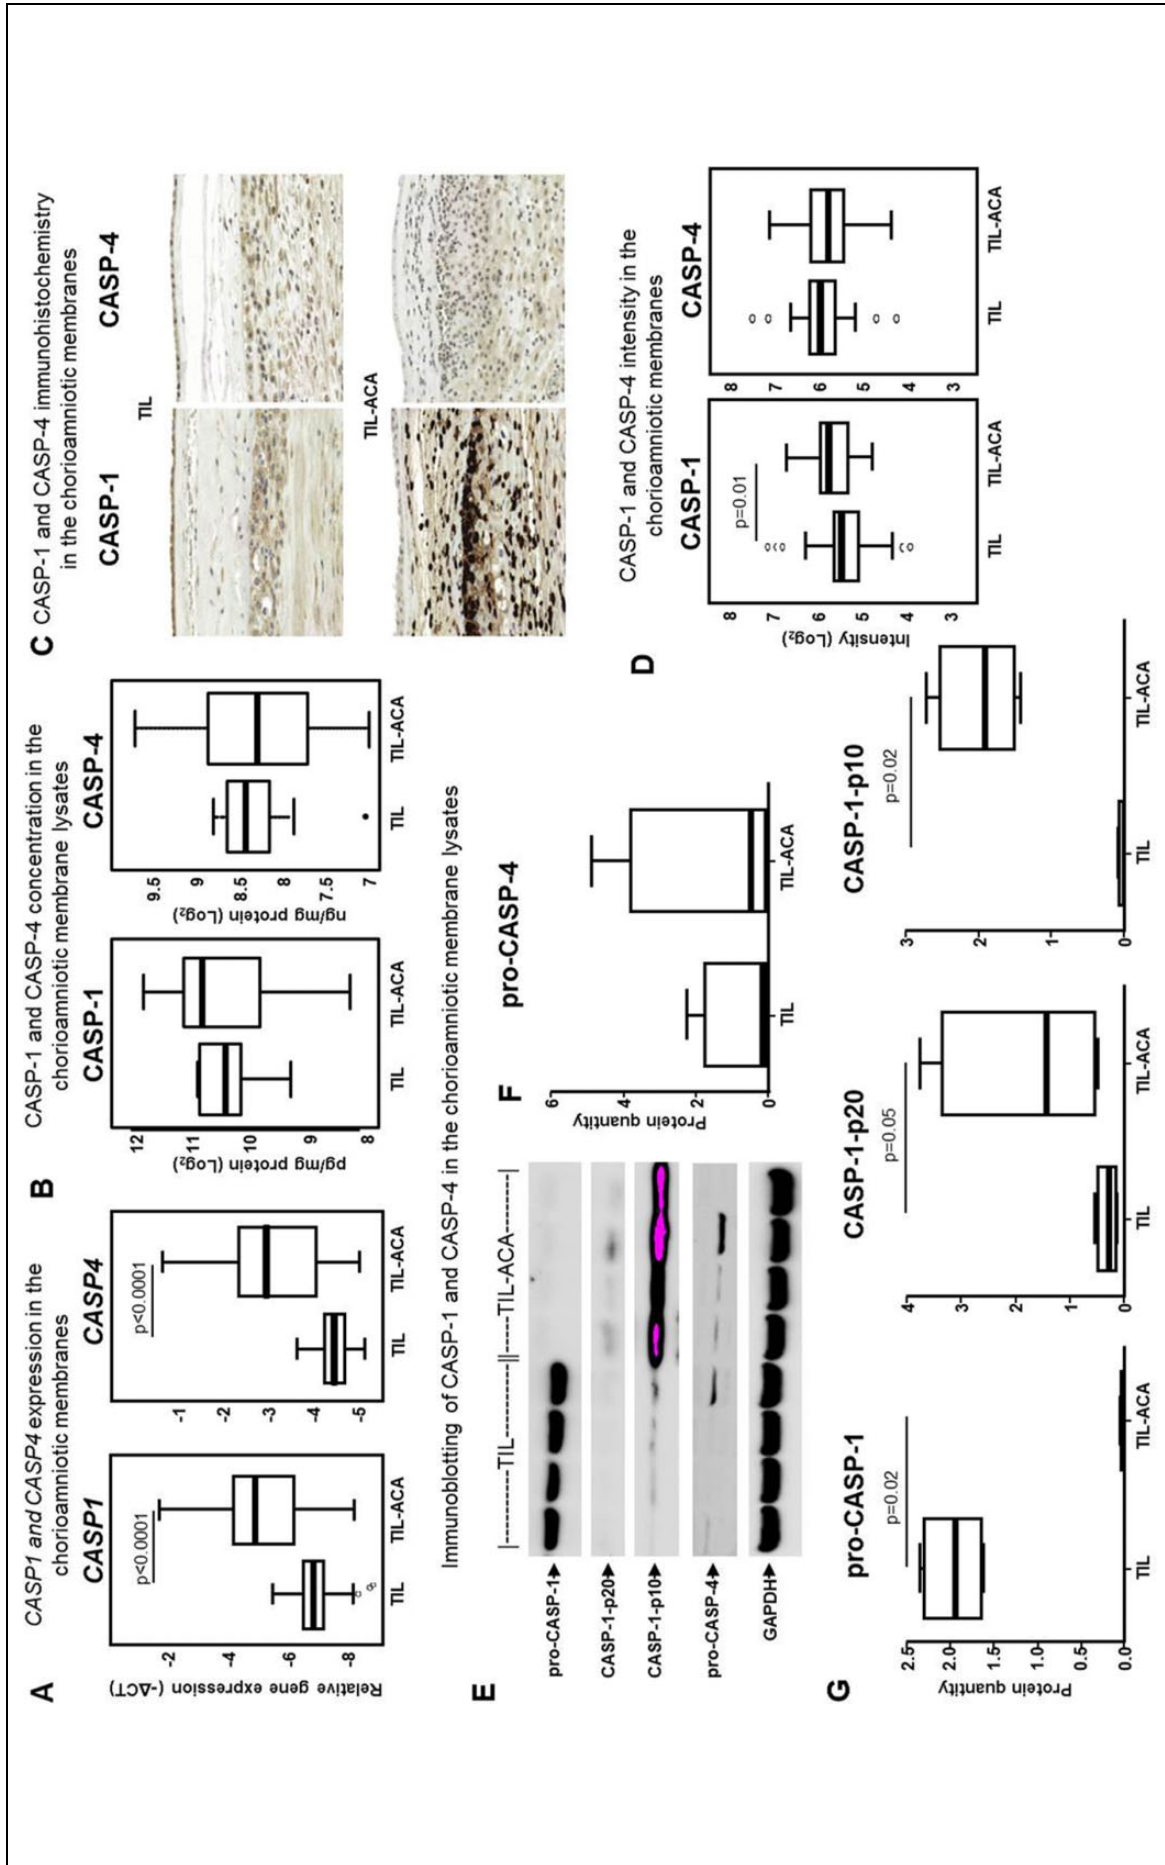 A
CASP1 and CASP4 expression in the
chorioamniotic membranes
CASP1
CASP4
Relative gene expression (-ΔCT)
-2
-4
-6
-8
p<0.0001
TIL
TIL-ACA
-1
-2
-3
-4
-5
p<0.0001
TIL
TIL-ACA
B
CASP-1 and CASP-4 concentration in the
chorioamniotic membrane lysates
CASP-1
CASP-4
pg/mg protein (Log₂)
12
11
10
9
8
TIL
TIL-ACA
ng/mg protein (Log₂)
9.5
9
8.5
8
7.5
7
TIL
TIL-ACA
C
CASP-1 and CASP-4 immunohistochemistry
in the chorioamniotic membranes
CASP-1
CASP-4
TIL
TIL-ACA
D
CASP-1 and CASP-4 intensity in the
chorioamniotic membranes
CASP-1
CASP-4
Intensity (Log₂)
8
7
6
5
4
3
p=0.01
TIL
TIL-ACA
8
7
6
5
4
3
TIL
TIL-ACA
Immunoblotting of CASP-1 and CASP-4 in the chorioamniotic membrane lysates
E
|---------TIL---------||-----TIL-ACA-------|
pro-CASP-1
CASP-1-p20
CASP-1-p10
pro-CASP-4
GAPDH
F
pro-CASP-4
Protein quantity
6
4
2
0
TIL
TIL-ACA
G
pro-CASP-1
Protein quantity
2.5
2.0
1.5
1.0
0.5
0.0
p=0.02
TIL
TIL-ACA
CASP-1-p20
4
3
2
1
0
p=0.05
TIL
TIL-ACA
CASP-1-p10
3
2
1
0
p=0.02
TIL
TIL-ACA